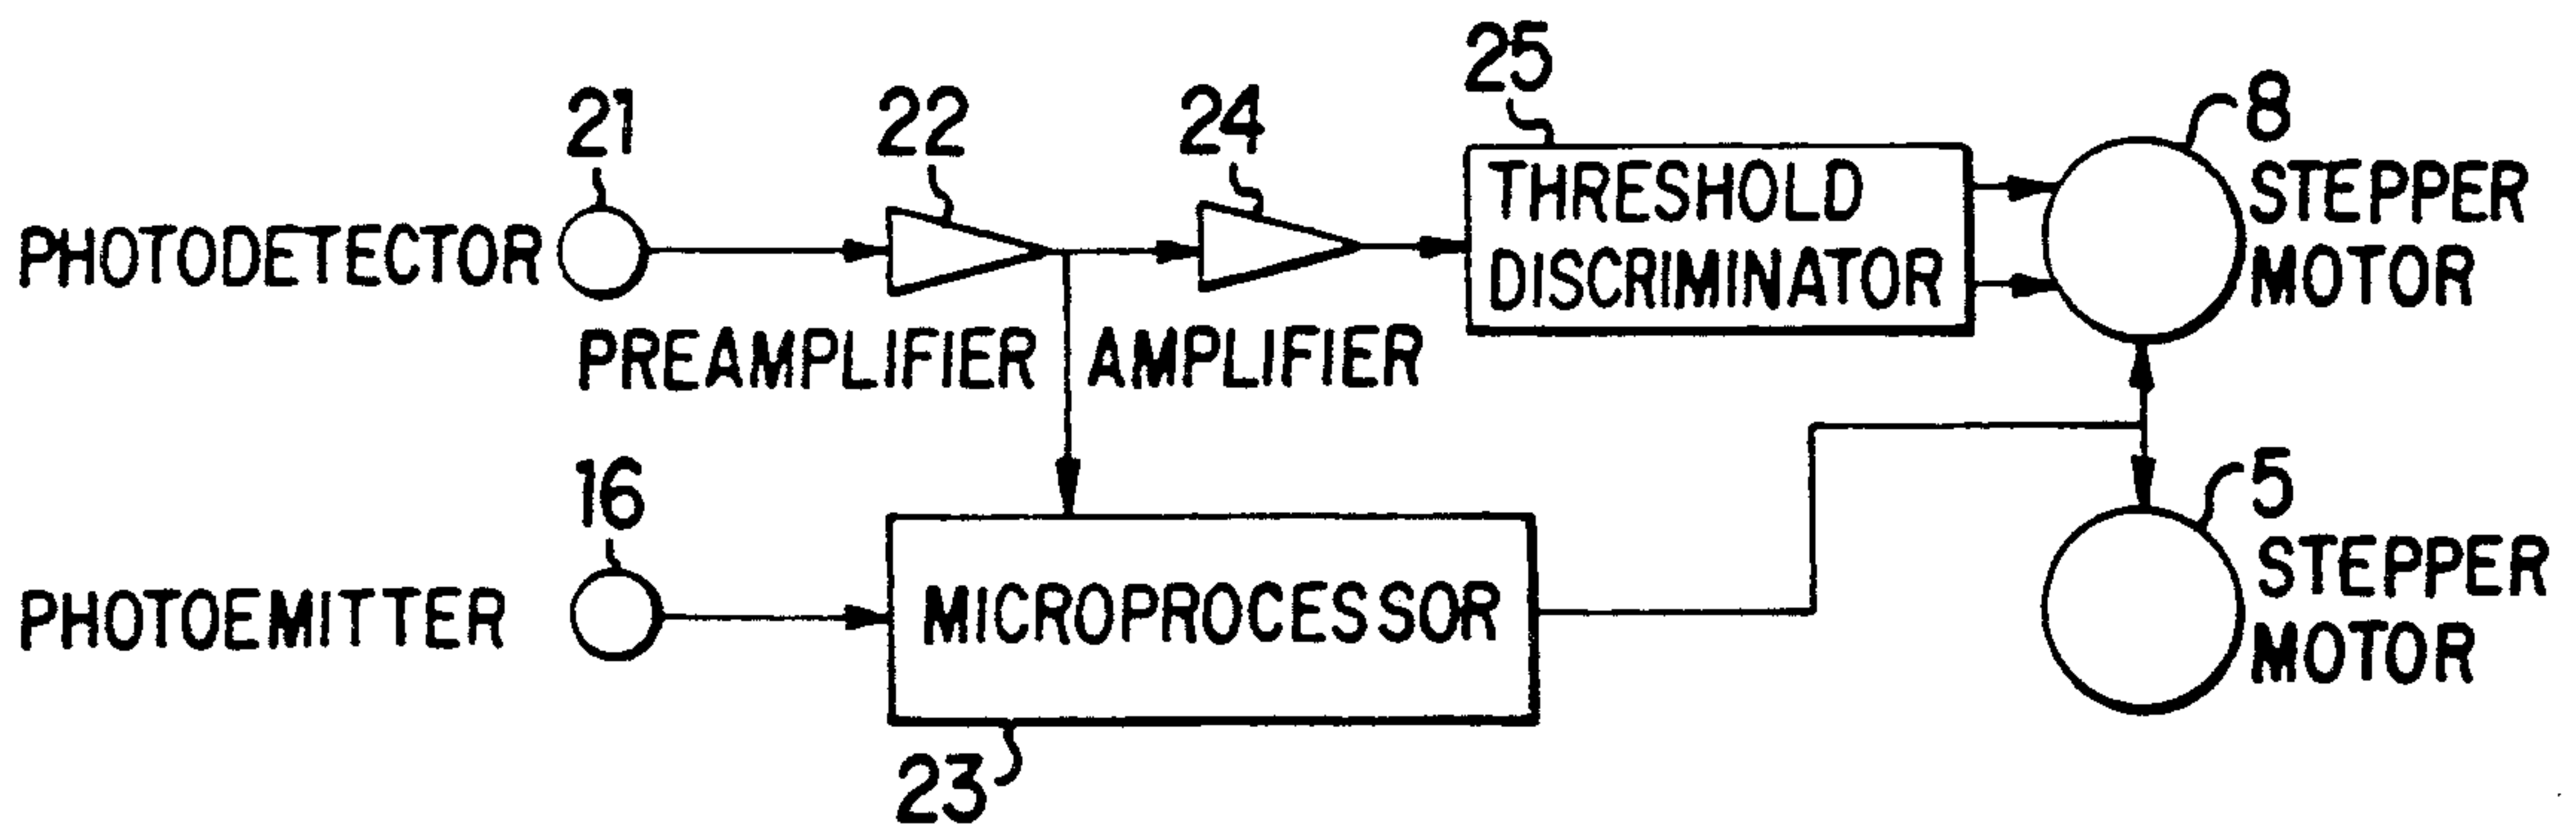 25
8
21
22
24
THRESHOLD
DISCRIMINATOR
STEPPER
MOTOR
PHOTODETECTOR
PREAMPLIFIER
AMPLIFIER
16
5
PHOTOEMITTER
MICROPROCESSOR
STEPPER
MOTOR
23